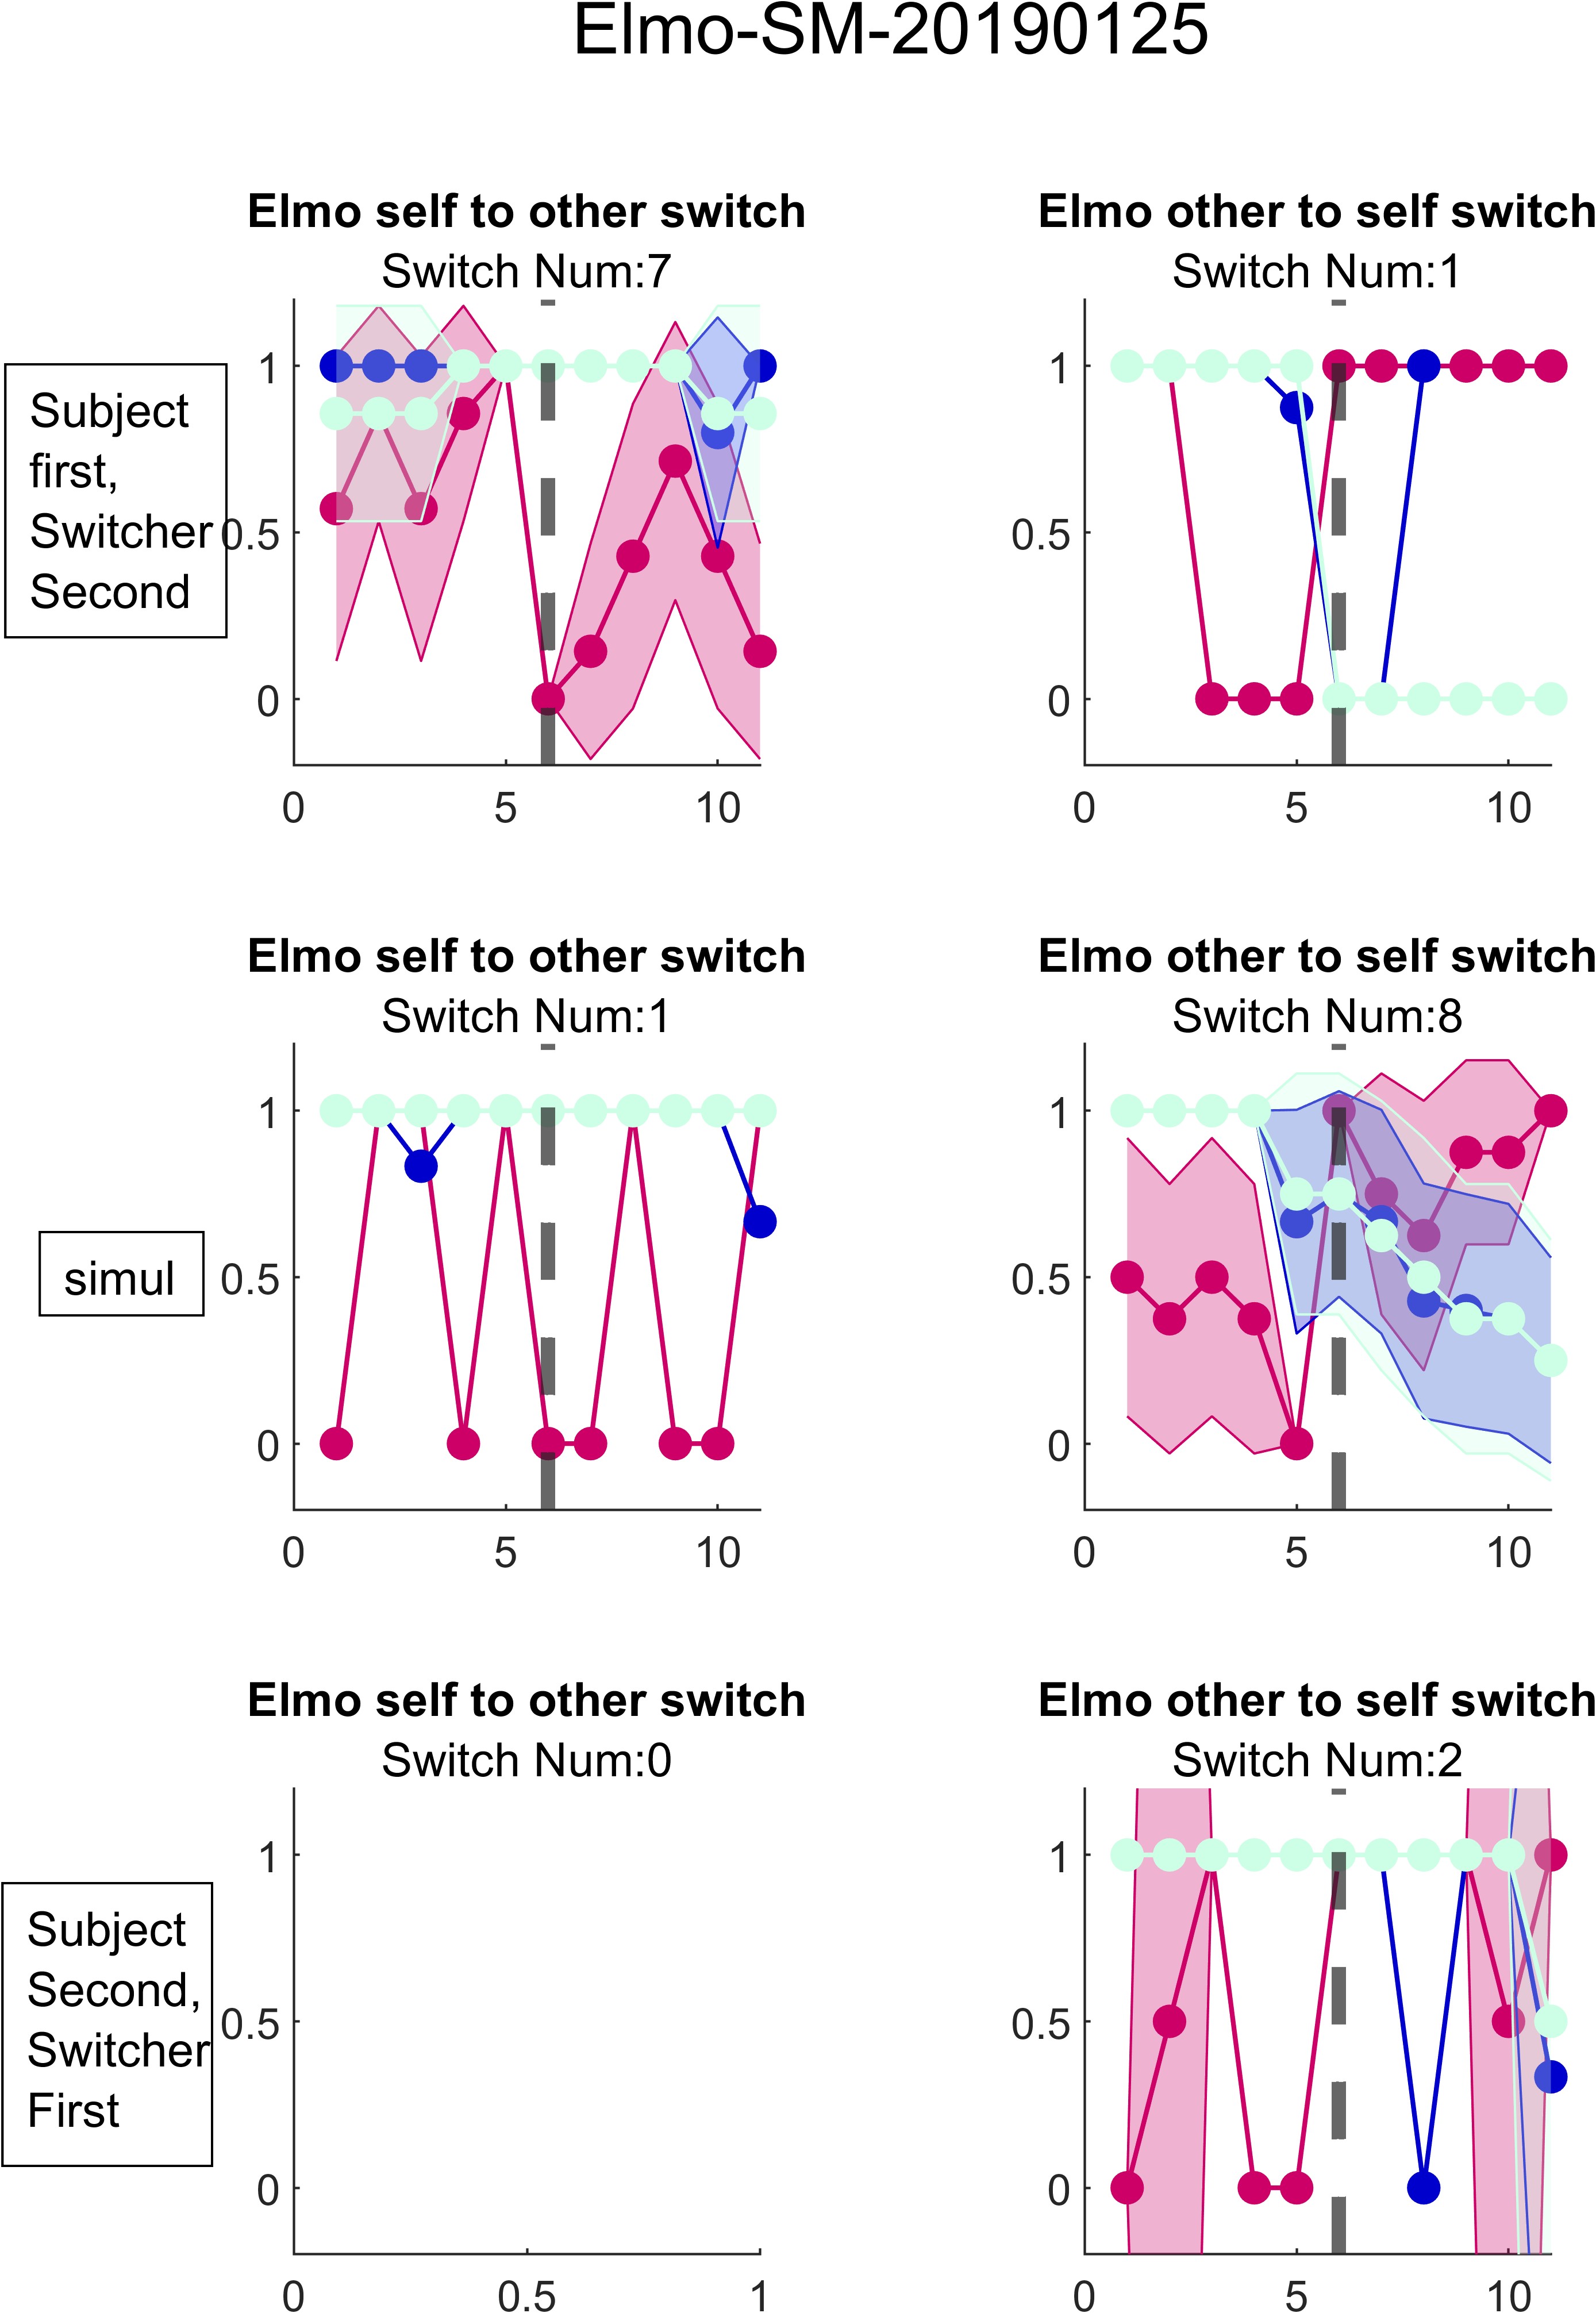 Elmo-SM-20190125
Elmo self to other switch
Switch Num:7
Elmo other to self switch
Switch Num:1
Subject
first,
Switcher
Second
1
0.5
0
0 5 10
1
0.5
0
0 5 10
Elmo self to other switch
Switch Num:1
Elmo other to self switch
Switch Num:8
simul
1
0.5
0
0 5 10
1
0.5
0
0 5 10
Elmo self to other switch
Switch Num:0
Elmo other to self switch
Switch Num:2
Subject
Second,
Switcher
First
1
0.5
0
0 0.5 1
1
0.5
0
0 5 10